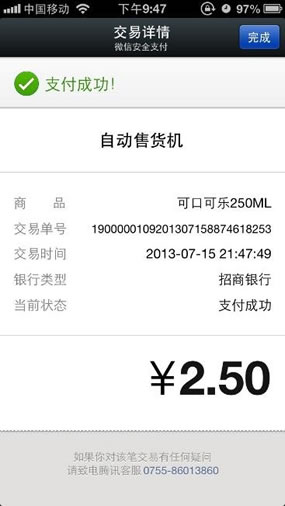 中国移动 下午9:47 97%
交易详情
微信安全支付
完成
支付成功!
自动售货机
商 品 可口可乐250ML
交易单号 1900000109201307158874618253
交易时间 2013-07-15 21:47:49
银行类型 招商银行
当前状态 支付成功
¥2.50
如果你对该笔交易有任何疑问
请致电腾讯客服 0755-86013860